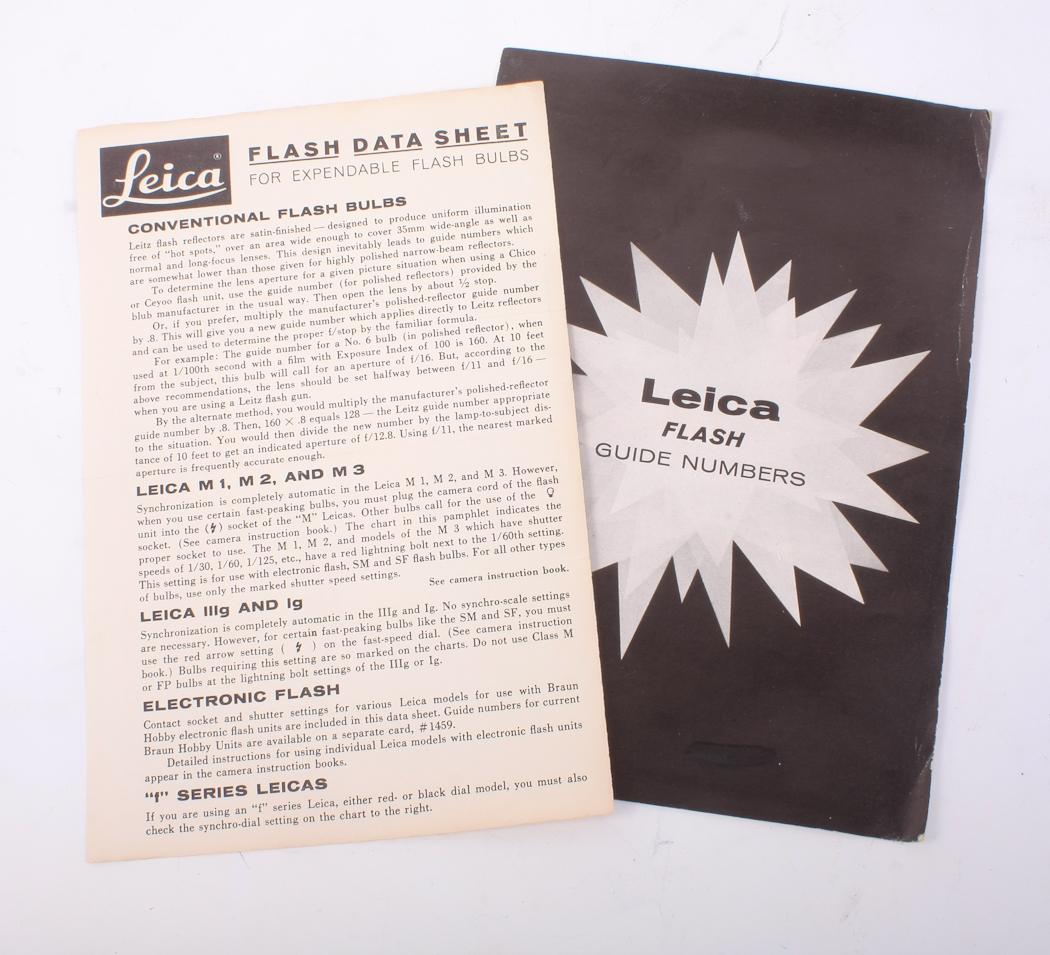 Leica ®
FLASH DATA SHEET
FOR EXPENDABLE FLASH BULBS
CONVENTIONAL FLASH BULBS
Leitz flash reflectors are satin-finished — designed to produce uniform illumination
free of "hot spots," over an area wide enough to cover 35mm wide-angle as well as
normal and long-focus lenses. This design inevitably leads to guide numbers which
are somewhat lower than those given for highly polished narrow-beam reflectors.
To determine the lens aperture for a given picture situation when using a Chico
or Ceyoo flash unit, use the guide number (for polished reflectors) provided by the
blub manufacturer in the usual way. Then open the lens by about ½ stop.
Or, if you prefer, multiply the manufacturer's polished-reflector guide number
by .8. This will give you a new guide number which applies directly to Leitz reflectors
and can be used to determine the proper f/stop by the familiar formula.
For example: The guide number for a No. 6 bulb (in polished reflector), when
used at 1/100th second with a film with Exposure Index of 100 is 160. At 10 feet
from the subject, this bulb will call for an aperture of f/16. But, according to the
above recommendations, the lens should be set halfway between f/11 and f/16 —
when you are using a Leitz flash gun.
By the alternate method, you would multiply the manufacturer's polished-reflector
guide number by .8. Then, 160 × .8 equals 128 — the Leitz guide number appropriate
to the situation. You would then divide the new number by the lamp-to-subject dis-
tance of 10 feet to get an indicated aperture of f/12.8. Using f/11, the nearest marked
aperture is frequently accurate enough.
LEICA M 1, M 2, AND M 3
Synchronization is completely automatic in the Leica M 1, M 2, and M 3. However,
when you use certain fast-peaking bulbs, you must plug the camera cord of the flash
unit into the (⚡) socket of the "M" Leicas. Other bulbs call for the use of the
socket. (See camera instruction book.) The chart in this pamphlet indicates the
proper socket to use. The M 1, M 2, and models of the M 3 which have shutter
speeds of 1/30, 1/60, 1/125, etc., have a red lightning bolt next to the 1/60th setting.
This setting is for use with electronic flash, SM and SF flash bulbs. For all other types
of bulbs, use only the marked shutter speed settings.
See camera instruction book.
LEICA IIIg AND Ig
Synchronization is completely automatic in the IIIg and Ig. No synchro-scale settings
are necessary. However, for certain fast-peaking bulbs like the SM and SF, you must
use the red arrow setting ( ⚡ ) on the fast-speed dial. (See camera instruction
book.) Bulbs requiring this setting are so marked on the charts. Do not use Class M
or FP bulbs at the lightning bolt settings of the IIIg or Ig.
ELECTRONIC FLASH
Contact socket and shutter settings for various Leica models for use with Braun
Hobby electronic flash units are included in this data sheet. Guide numbers for current
Braun Hobby Units are available on a separate card, #1459.
Detailed instructions for using individual Leica models with electronic flash units
appear in the camera instruction books.
"f" SERIES LEICAS
If you are using an "f" series Leica, either red- or black dial model, you must also
check the synchro-dial setting on the chart to the right.
Leica
FLASH
GUIDE NUMBERS